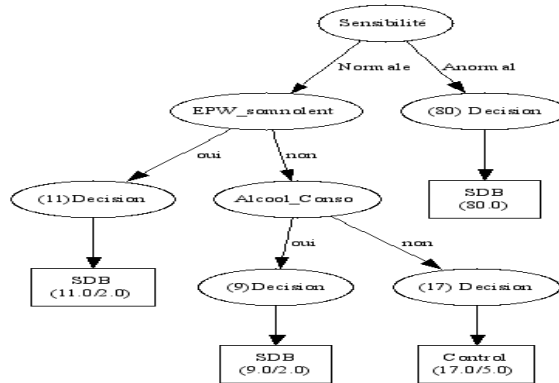 Sensibilité
Normale
Anormal
EPW_somnolent
(80) Decision
oui
non
SDB
(80.0)
(11)Decision
Alcool_Conso
oui
non
SDB
(11.0/2.0)
(9)Decision
(17) Decision
SDB
(9.0/2.0)
Control
(17.0/5.0)